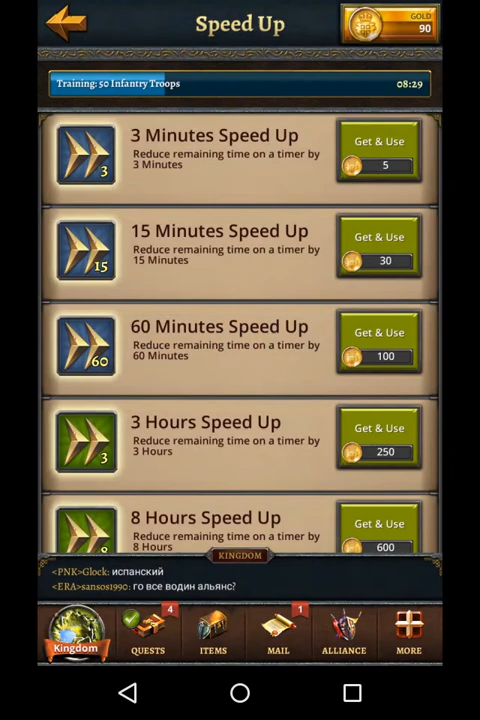 Speed Up
GOLD
90
Training: 50 Infantry Troops
08:29
3 Minutes Speed Up
Reduce remaining time on a timer by
3 Minutes
3
Get & Use
5
15 Minutes Speed Up
Reduce remaining time on a timer by
15 Minutes
15
Get & Use
30
60 Minutes Speed Up
Reduce remaining time on a timer by
60 Minutes
60
Get & Use
100
3 Hours Speed Up
Reduce remaining time on a timer by
3 Hours
3
Get & Use
250
8 Hours Speed Up
Reduce remaining time on a timer by
8 Hours
8
Get & Use
600
KINGDOM
<PNK>Glock: испанский
<ERA>sansos1990: го все водин альянс?
Kingdom
4
QUESTS
ITEMS
1
MAIL
ALLIANCE
MORE